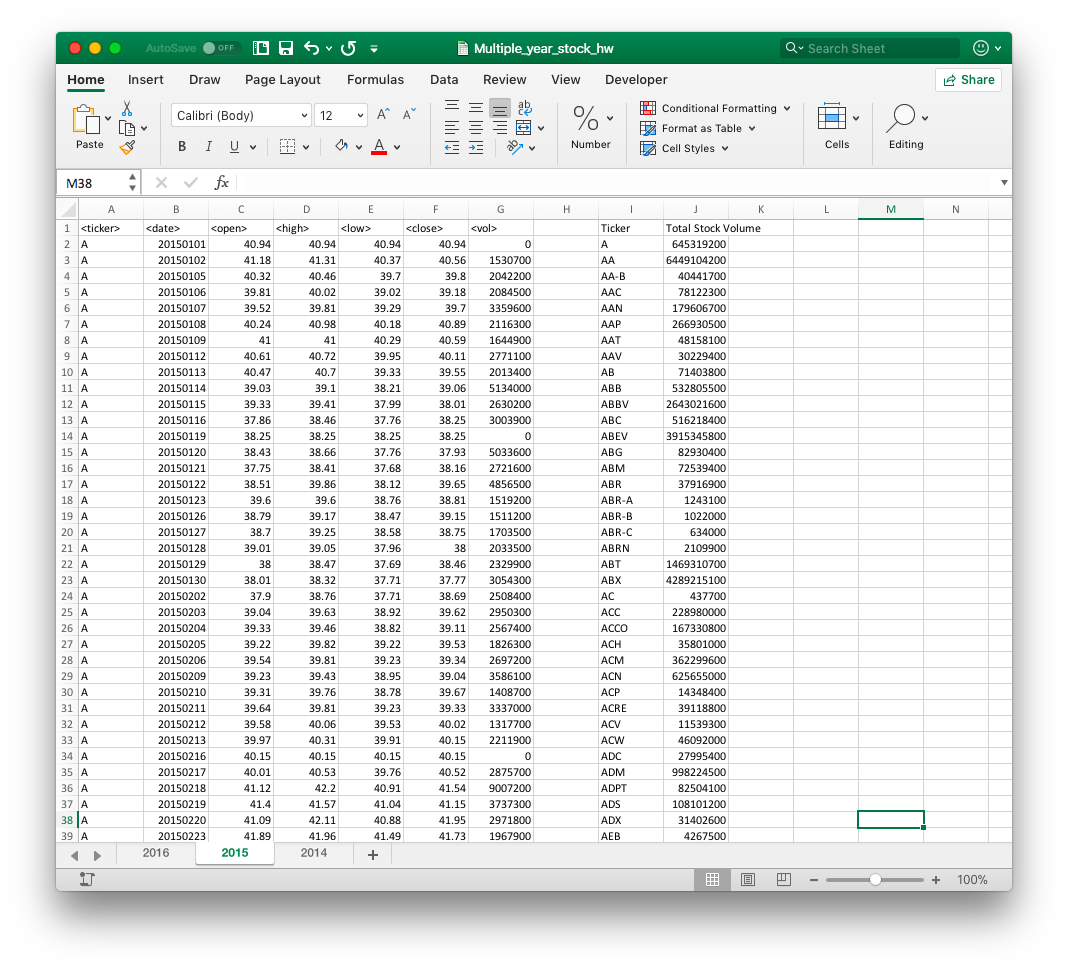 AutoSave OFF Multiple_year_stock_hw Search Sheet
Home Insert Draw Page Layout Formulas Data Review View Developer Share
Paste Calibri (Body) 12 A A ab c % Conditional Formatting Cells Editing
B I U A Number Format as Table
Cell Styles
M38 fx
A B C D E F G H I J K L M N
1 <ticker> <date> <open> <high> <low> <close> <vol> Ticker Total Stock Volume
2 A 20150101 40.94 40.94 40.94 40.94 0 A 645319200
3 A 20150102 41.18 41.31 40.37 40.56 1530700 AA 6449104200
4 A 20150105 40.32 40.46 39.7 39.8 2042200 AA-B 40441700
5 A 20150106 39.81 40.02 39.02 39.18 2084500 AAC 78122300
6 A 20150107 39.52 39.81 39.29 39.7 3359600 AAN 179606700
7 A 20150108 40.24 40.98 40.18 40.89 2116300 AAP 266930500
8 A 20150109 41 41 40.29 40.59 1644900 AAT 48158100
9 A 20150112 40.61 40.72 39.95 40.11 2771100 AAV 30229400
10 A 20150113 40.47 40.7 39.33 39.55 2013400 AB 71403800
11 A 20150114 39.03 39.1 38.21 39.06 5134000 ABB 532805500
12 A 20150115 39.33 39.41 37.99 38.01 2630200 ABBV 2643021600
13 A 20150116 37.86 38.46 37.76 38.25 3003900 ABC 516218400
14 A 20150119 38.25 38.25 38.25 38.25 0 ABEV 3915345800
15 A 20150120 38.43 38.66 37.76 37.93 5033600 ABG 82930400
16 A 20150121 37.75 38.41 37.68 38.16 2721600 ABM 72539400
17 A 20150122 38.51 39.86 38.12 39.65 4856500 ABR 37916900
18 A 20150123 39.6 39.6 38.76 38.81 1519200 ABR-A 1243100
19 A 20150126 38.79 39.17 38.47 39.15 1511200 ABR-B 1022000
20 A 20150127 38.7 39.25 38.58 38.75 1703500 ABR-C 634000
21 A 20150128 39.01 39.05 37.96 38 2033500 ABRN 2109900
22 A 20150129 38 38.47 37.69 38.46 2329900 ABT 1469310700
23 A 20150130 38.01 38.32 37.71 37.77 3054300 ABX 4289215100
24 A 20150202 37.9 38.76 37.71 38.69 2508400 AC 437700
25 A 20150203 39.04 39.63 38.92 39.62 2950300 ACC 228980000
26 A 20150204 39.33 39.46 38.82 39.11 2567400 ACCO 167330800
27 A 20150205 39.22 39.82 39.22 39.53 1826300 ACH 35801000
28 A 20150206 39.54 39.81 39.23 39.34 2697200 ACM 362299600
29 A 20150209 39.23 39.43 38.95 39.04 3586100 ACN 625655000
30 A 20150210 39.31 39.76 38.78 39.67 1408700 ACP 14348400
31 A 20150211 39.64 39.81 39.23 39.33 3337000 ACRE 39118800
32 A 20150212 39.58 40.06 39.53 40.02 1317700 ACV 11539300
33 A 20150213 39.97 40.31 39.91 40.15 2211900 ACW 46092000
34 A 20150216 40.15 40.15 40.15 40.15 0 ADC 27995400
35 A 20150217 40.01 40.53 39.76 40.52 2875700 ADM 998224500
36 A 20150218 41.12 42.2 40.91 41.54 9007200 ADPT 82504100
37 A 20150219 41.4 41.57 41.04 41.15 3737300 ADS 108101200
38 A 20150220 41.09 42.11 40.88 41.95 2971800 ADX 31402600
39 A 20150223 41.89 41.96 41.49 41.73 1967900 AEB 4267500
2016 2015 2014 +
100%